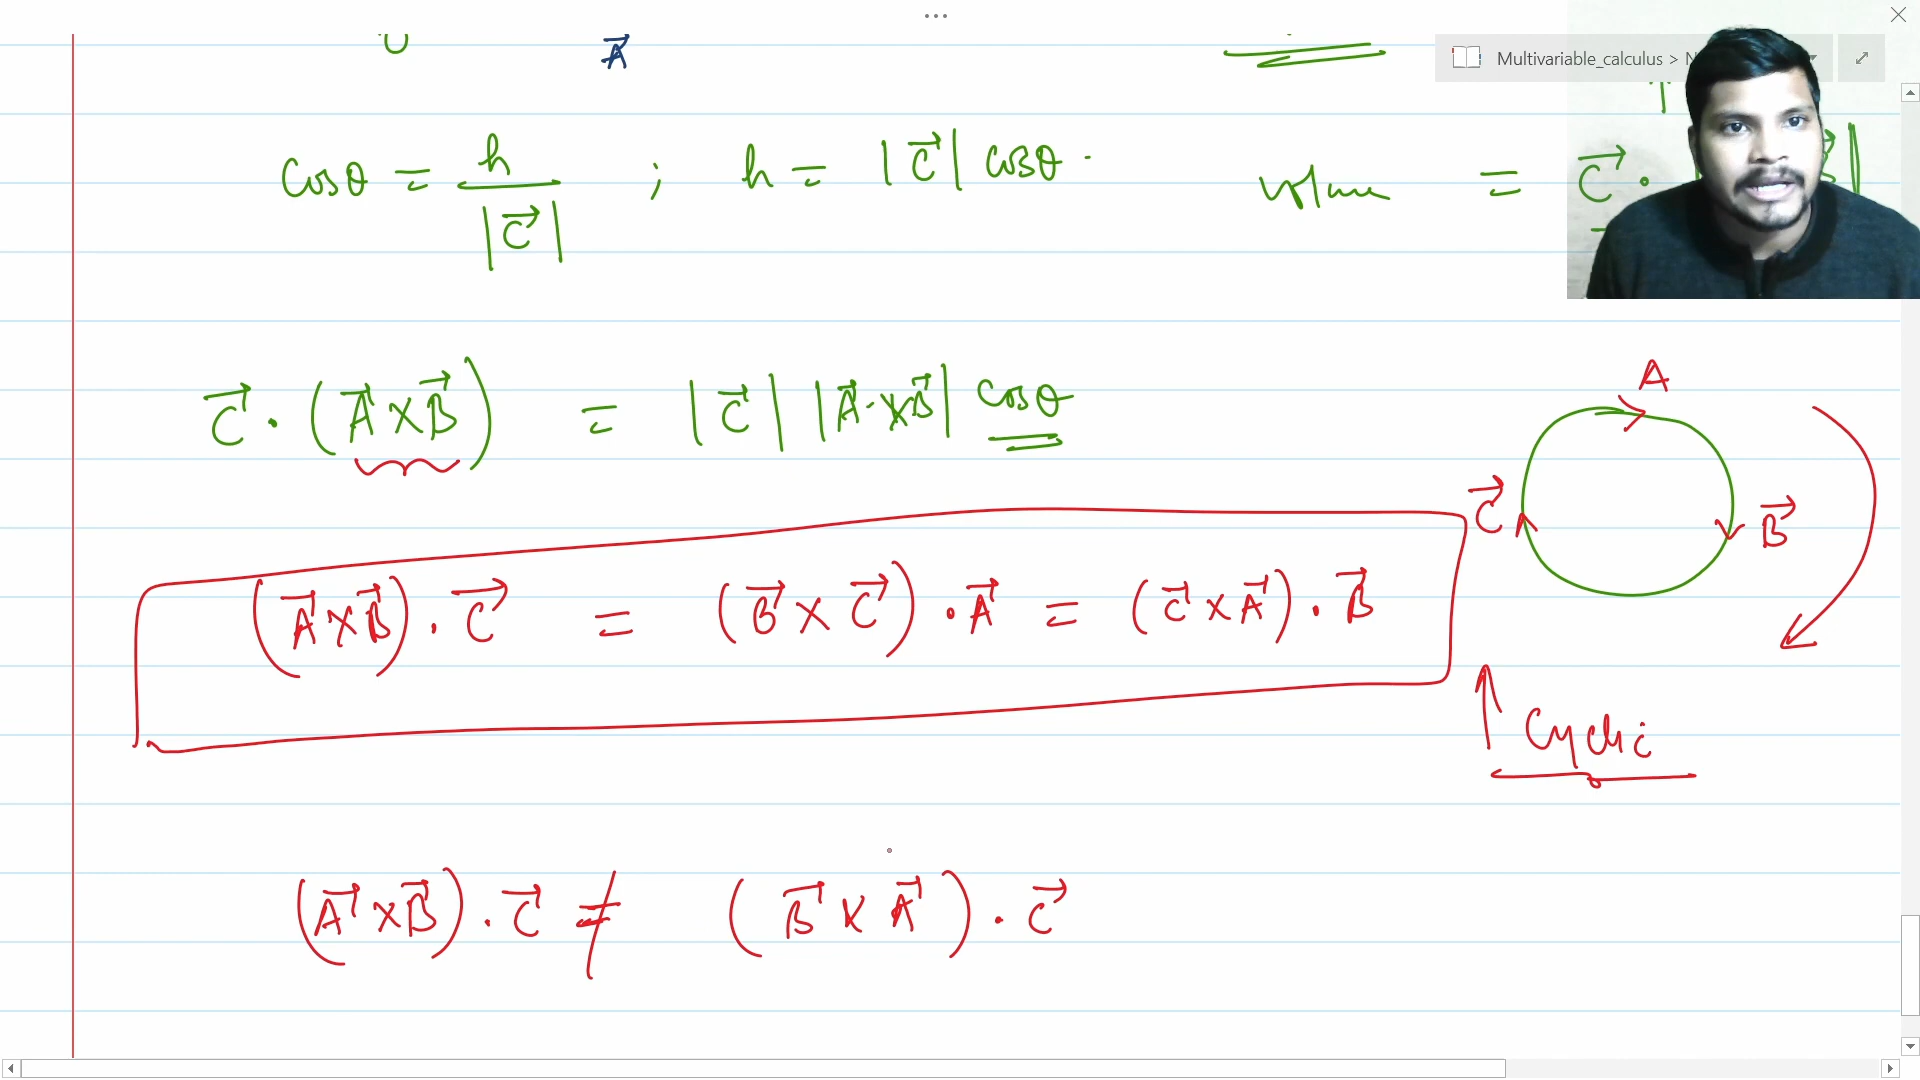 A⃗
Multivariable_calculus > N
cosθ = h / |C⃗| ; h = |C⃗| cosθ ·
volume = C⃗ ·
C⃗ · (A⃗ × B⃗) = |C⃗| |A⃗ × B⃗| cosθ
A
C⃗
B⃗
(A⃗ × B⃗) · C⃗ = (B⃗ × C⃗) · A⃗ = (C⃗ × A⃗) · B⃗
Cyclic
(A⃗ × B⃗) · C⃗ ≠ (B⃗ × A⃗) · C⃗